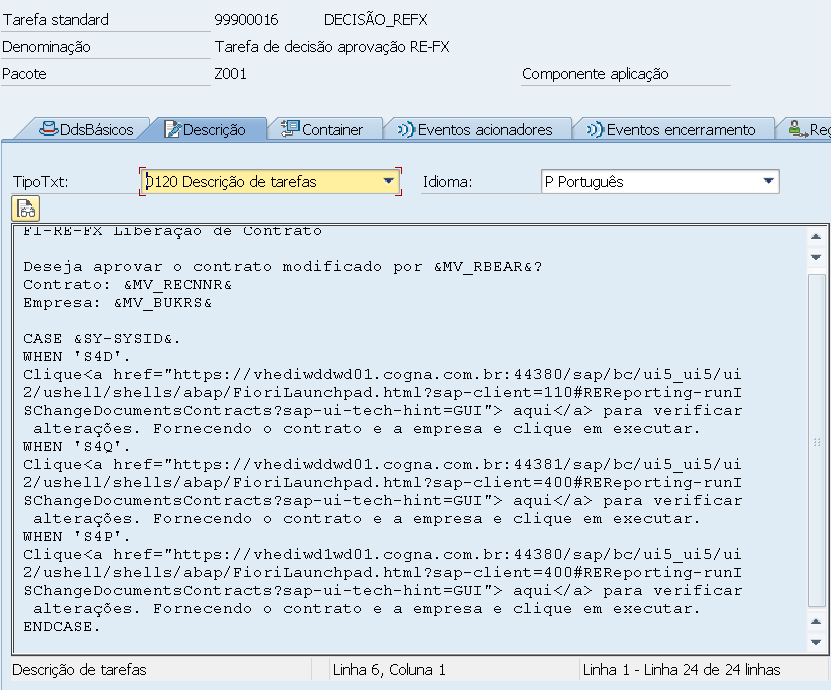 Tarefa standard 99900016 DECISÃO_REFX
Denominação Tarefa de decisão aprovação RE-FX
Pacote Z001 Componente aplicação
DdsBásicos Descrição Container Eventos acionadores Eventos encerramento Reg
TipoTxt: 0120 Descrição de tarefas Idioma: P Português
FI-RE-FX Liberação de Contrato
Deseja aprovar o contrato modificado por &MV_RBEAR&?
Contrato: &MV_RECNNR&
Empresa: &MV_BUKRS&
CASE &SY-SYSID&.
WHEN 'S4D'.
Clique<a href="https://vhediwddwd01.cogna.com.br:44380/sap/bc/ui5_ui5/ui
2/ushell/shells/abap/FioriLaunchpad.html?sap-client=110#REReporting-runI
SChangeDocumentsContracts?sap-ui-tech-hint=GUI"> aqui</a> para verificar
alterações. Fornecendo o contrato e a empresa e clique em executar.
WHEN 'S4Q'.
Clique<a href="https://vhediwddwd01.cogna.com.br:44381/sap/bc/ui5_ui5/ui
2/ushell/shells/abap/FioriLaunchpad.html?sap-client=400#REReporting-runI
SChangeDocumentsContracts?sap-ui-tech-hint=GUI"> aqui</a> para verificar
alterações. Fornecendo o contrato e a empresa e clique em executar.
WHEN 'S4P'.
Clique<a href="https://vhediwd1wd01.cogna.com.br:44380/sap/bc/ui5_ui5/ui
2/ushell/shells/abap/FioriLaunchpad.html?sap-client=400#REReporting-runI
SChangeDocumentsContracts?sap-ui-tech-hint=GUI"> aqui</a> para verificar
alterações. Fornecendo o contrato e a empresa e clique em executar.
ENDCASE.
Descrição de tarefas Linha 6, Coluna 1 Linha 1 - Linha 24 de 24 linhas